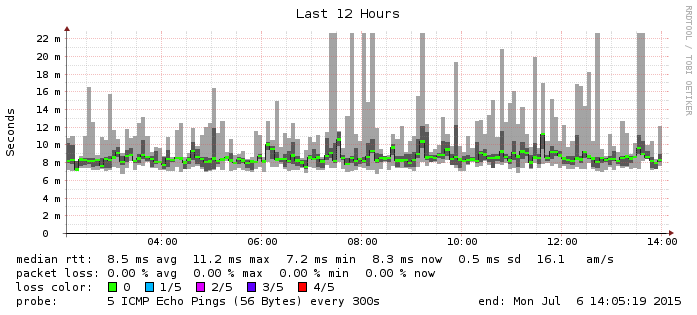 Last 12 Hours
RRDTOOL / TOBI OETIKER
Seconds
22 m
20 m
18 m
16 m
14 m
12 m
10 m
8 m
6 m
4 m
2 m
0
04:00 06:00 08:00 10:00 12:00 14:00
median rtt: 8.5 ms avg 11.2 ms max 7.2 ms min 8.3 ms now 0.5 ms sd 16.1 am/s
packet loss: 0.00 % avg 0.00 % max 0.00 % min 0.00 % now
loss color: 0 1/5 2/5 3/5 4/5
probe: 5 ICMP Echo Pings (56 Bytes) every 300s end: Mon Jul 6 14:05:19 2015